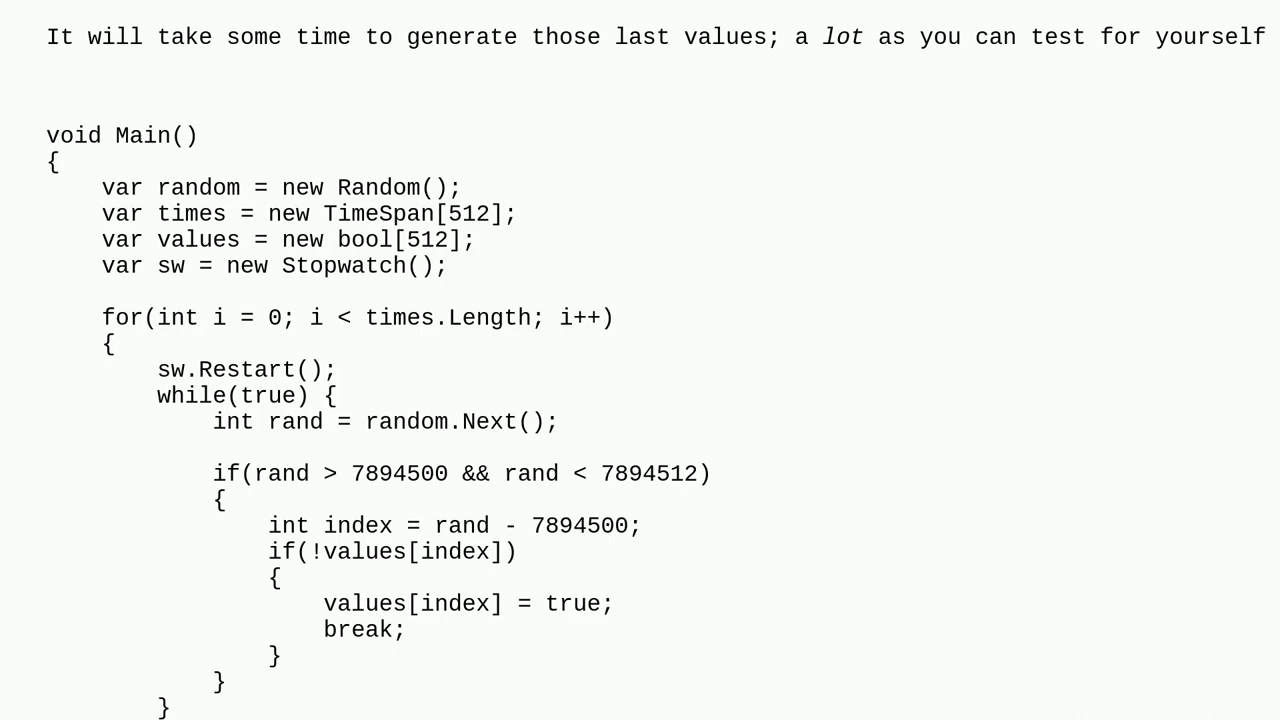 It will take some time to generate those last values; a lot as you can test for yourself
void Main()
{
    var random = new Random();
    var times = new TimeSpan[512];
    var values = new bool[512];
    var sw = new Stopwatch();
    for(int i = 0; i < times.Length; i++)
    {
        sw.Restart();
        while(true) {
            int rand = random.Next();
            if(rand > 7894500 && rand < 7894512)
            {
                int index = rand - 7894500;
                if(!values[index])
                {
                    values[index] = true;
                    break;
                }
            }
        }